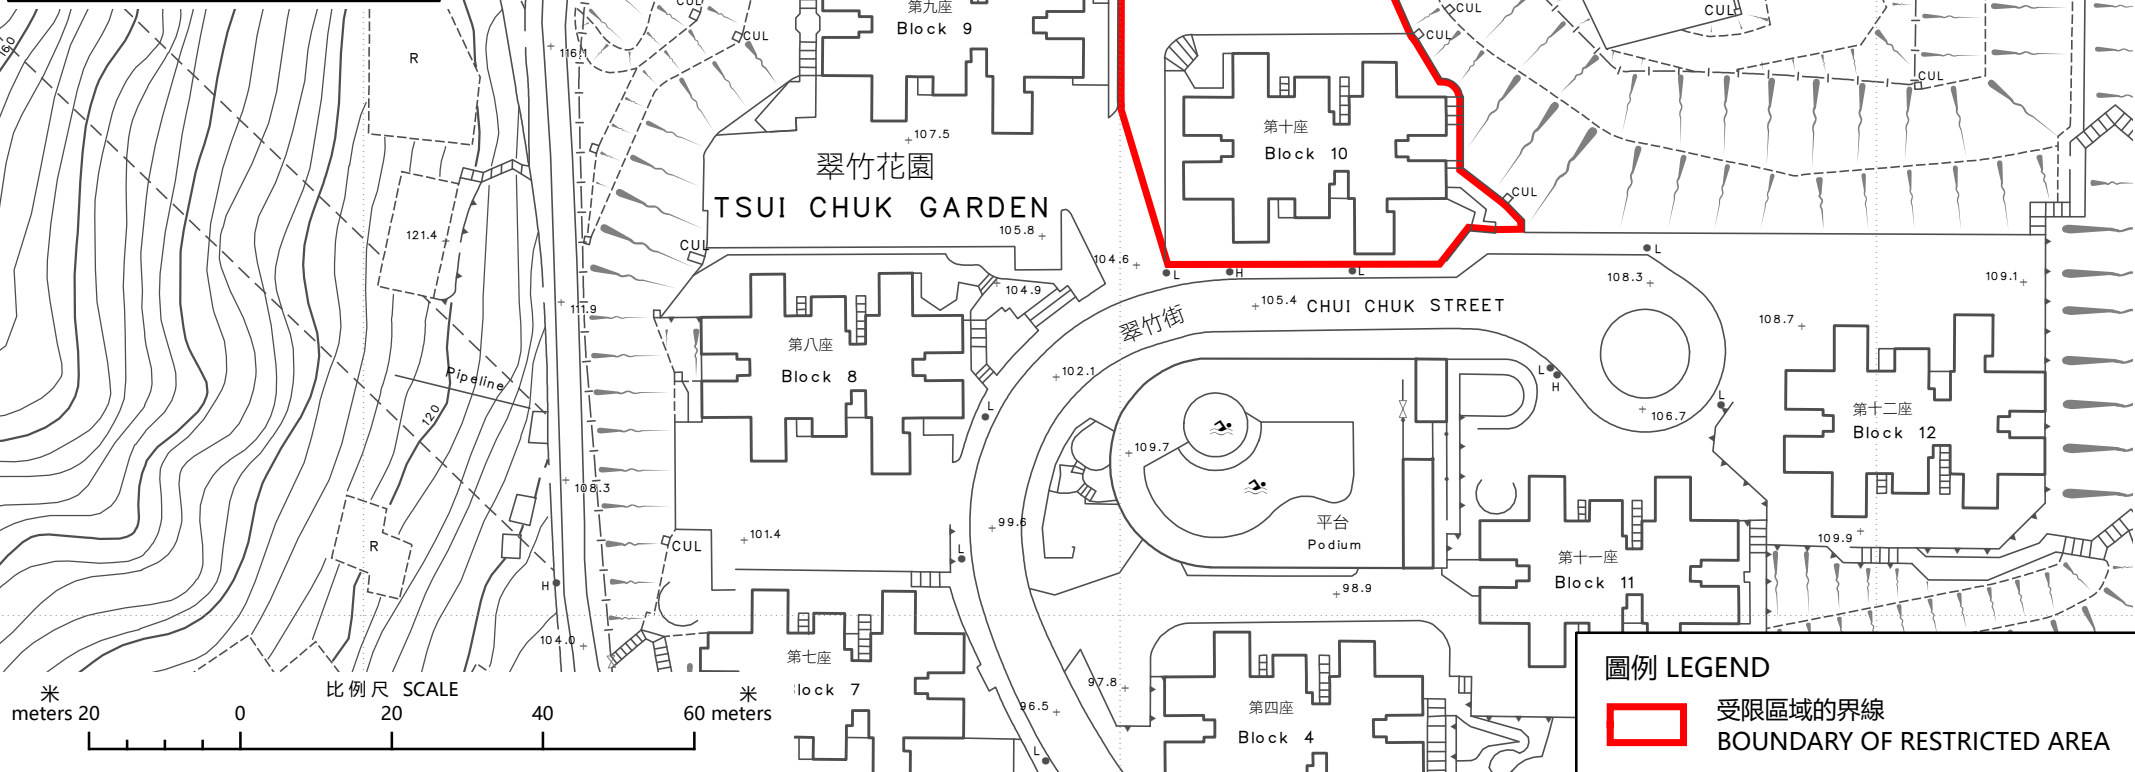 第九座
Block 9
CUL
CUL
CUL
CUL
CUL
CUL
160
R
116.1
107.5
第十座
Block 10
翠竹花園
TSUI CHUK GARDEN
CUL
121.4
105.8
CUL
104.6
L
H
L
L
104.9
108.3
109.1
111.9
105.4
CHUI CHUK STREET
翠竹街
108.7
第八座
Block 8
Pipeline
102.1
L
H
120
L
L
106.7
第十二座
Block 12
109.7
108.3
99.6
平台
Podium
101.4
CUL
R
L
H
109.9
第十一座
Block 11
98.9
104.0
第七座
lock 7
97.8
96.5
L
第四座
Block 4
比例尺 SCALE
米
meters 20 0 20 40 60 meters
米
圖例 LEGEND
受限區域的界線
BOUNDARY OF RESTRICTED AREA